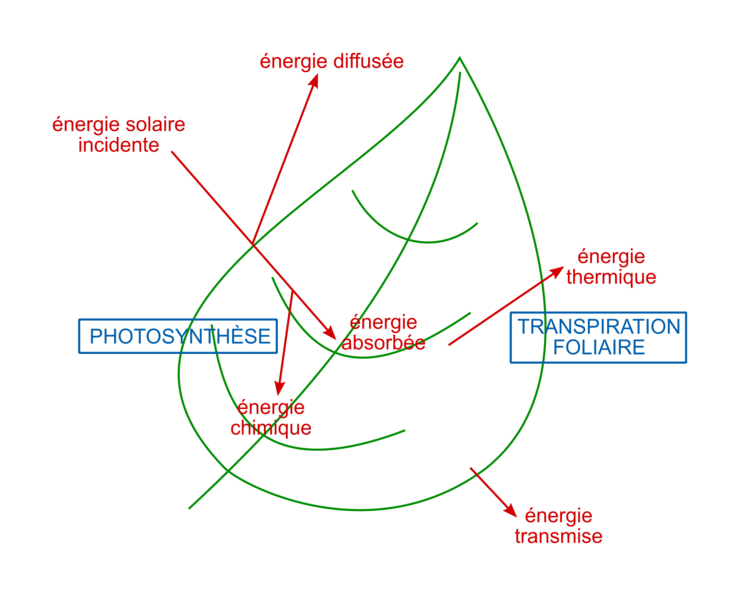 énergie diffusée
énergie solaire
incidente
énergie
thermique
PHOTOSYNTHÈSE
énergie
absorbée
TRANSPIRATION
FOLIAIRE
énergie
chimique
énergie
transmise